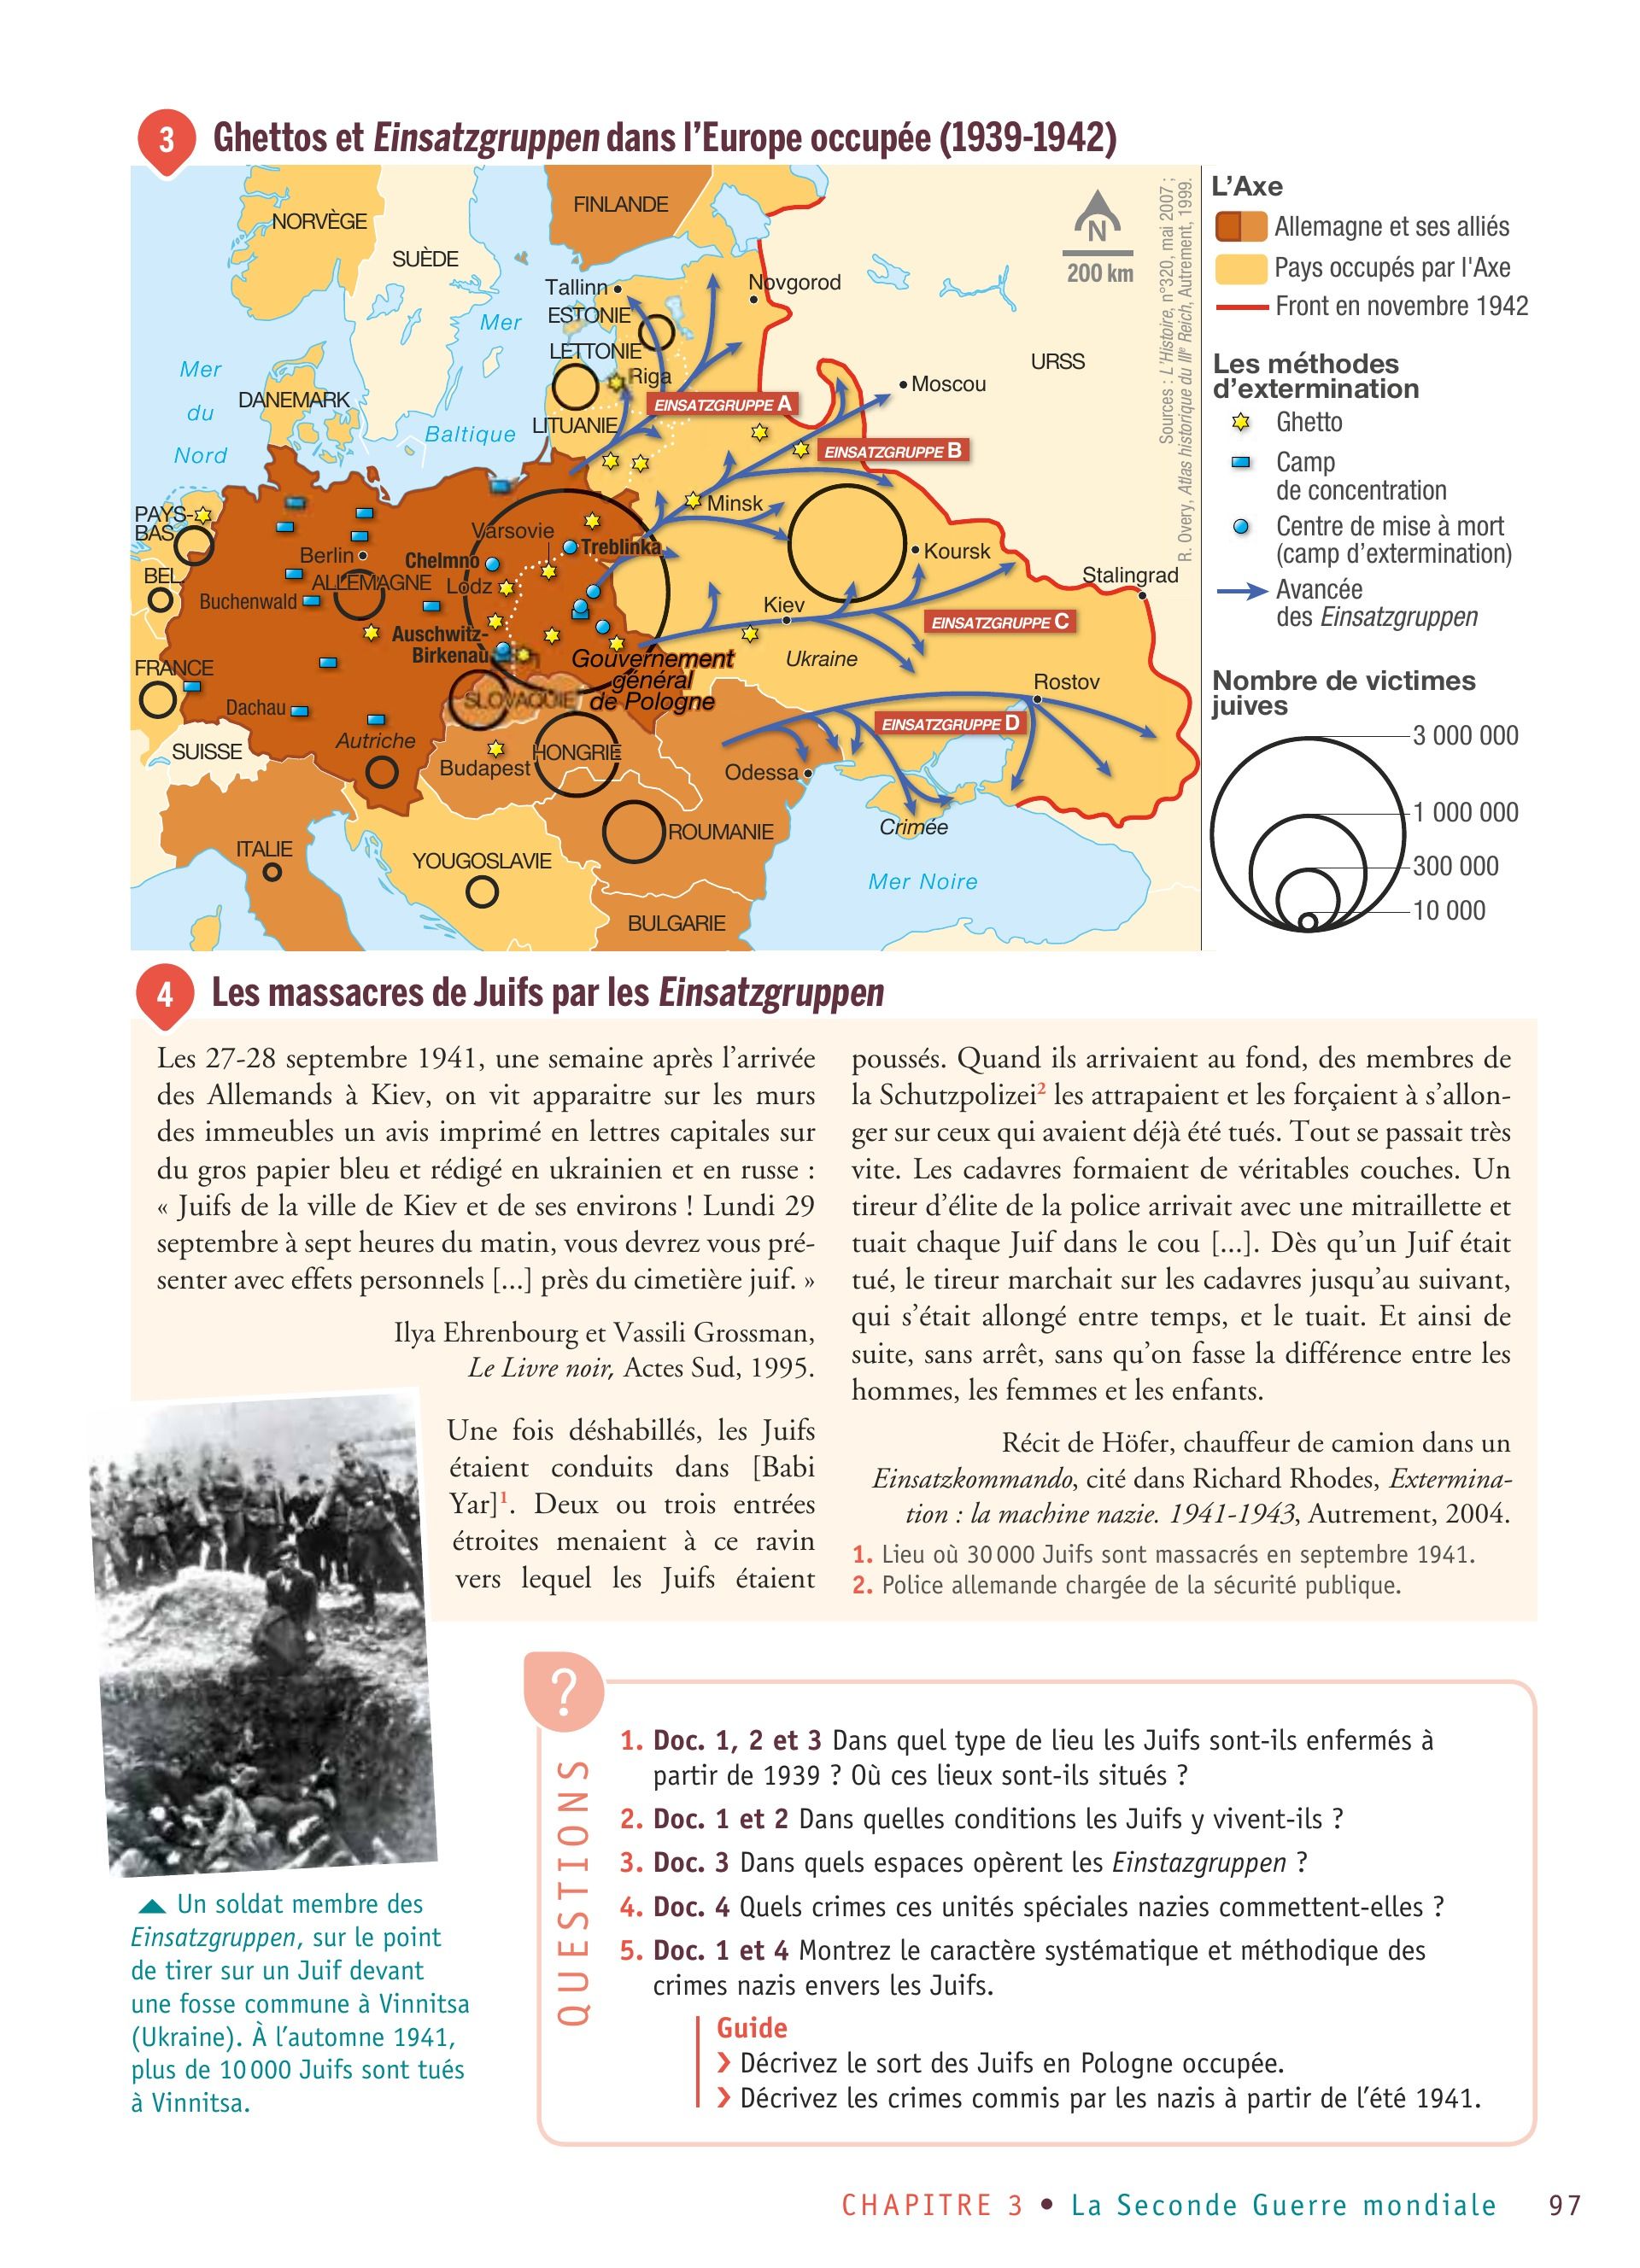 3
Ghettos et Einsatzgruppen dans l'Europe occupée (1939-1942)
NORVÈGE
SUÈDE
FINLANDE
Tallinn
ESTONIE
Novgorod
N
200 km
Sources : L'Histoire, n°320, mai 2007 ;
R. Overy, Atlas historique du IIIe Reich, Autrement, 1999.
Mer
Baltique
LETTONIE
Riga
URSS
Mer
du
Nord
DANEMARK
Moscou
EINSATZGRUPPE A
LITUANIE
EINSATZGRUPPE B
PAYS-
BAS
Minsk
Varsovie
Treblinka
Berlin
Chelmno
Koursk
BEL.
ALLEMAGNE
Lodz
Stalingrad
Buchenwald
Kiev
EINSATZGRUPPE C
Auschwitz-
Birkenau
Ukraine
Gouvernement
général
de Pologne
FRANCE
SLOVAQUIE
Rostov
Dachau
EINSATZGRUPPE D
SUISSE
Autriche
HONGRIE
Budapest
Odessa
ROUMANIE
Crimée
ITALIE
YOUGOSLAVIE
Mer Noire
BULGARIE
L'Axe
Allemagne et ses alliés
Pays occupés par l'Axe
Front en novembre 1942
Les méthodes
d'extermination
Ghetto
Camp
de concentration
Centre de mise à mort
(camp d'extermination)
Avancée
des Einsatzgruppen
Nombre de victimes
juives
3 000 000
1 000 000
300 000
10 000
4
Les massacres de Juifs par les Einsatzgruppen
Les 27-28 septembre 1941, une semaine après l'arrivée
des Allemands à Kiev, on vit apparaitre sur les murs
des immeubles un avis imprimé en lettres capitales sur
du gros papier bleu et rédigé en ukrainien et en russe :
« Juifs de la ville de Kiev et de ses environs ! Lundi 29
septembre à sept heures du matin, vous devrez vous pré-
senter avec effets personnels [...] près du cimetière juif. »
Ilya Ehrenbourg et Vassili Grossman,
Le Livre noir, Actes Sud, 1995.
Une fois déshabillés, les Juifs
étaient conduits dans [Babi
Yar]1. Deux ou trois entrées
étroites menaient à ce ravin
vers lequel les Juifs étaient
poussés. Quand ils arrivaient au fond, des membres de
la Schutzpolizei2 les attrapaient et les forçaient à s'allon-
ger sur ceux qui avaient déjà été tués. Tout se passait très
vite. Les cadavres formaient de véritables couches. Un
tireur d'élite de la police arrivait avec une mitraillette et
tuait chaque Juif dans le cou [...]. Dès qu'un Juif était
tué, le tireur marchait sur les cadavres jusqu'au suivant,
qui s'était allongé entre temps, et le tuait. Et ainsi de
suite, sans arrêt, sans qu'on fasse la différence entre les
hommes, les femmes et les enfants.
Récit de Höfer, chauffeur de camion dans un
Einsatzkommando, cité dans Richard Rhodes, Extermina-
tion : la machine nazie. 1941-1943, Autrement, 2004.
1. Lieu où 30 000 Juifs sont massacrés en septembre 1941.
2. Police allemande chargée de la sécurité publique.
Un soldat membre des
Einsatzgruppen, sur le point
de tirer sur un Juif devant
une fosse commune à Vinnitsa
(Ukraine). À l'automne 1941,
plus de 10 000 Juifs sont tués
à Vinnitsa.
?
QUESTIONS
1. Doc. 1, 2 et 3 Dans quel type de lieu les Juifs sont-ils enfermés à
partir de 1939 ? Où ces lieux sont-ils situés ?
2. Doc. 1 et 2 Dans quelles conditions les Juifs y vivent-ils ?
3. Doc. 3 Dans quels espaces opèrent les Einstazgruppen ?
4. Doc. 4 Quels crimes ces unités spéciales nazies commettent-elles ?
5. Doc. 1 et 4 Montrez le caractère systématique et méthodique des
crimes nazis envers les Juifs.
Guide
❯ Décrivez le sort des Juifs en Pologne occupée.
❯ Décrivez les crimes commis par les nazis à partir de l'été 1941.
CHAPITRE 3 • La Seconde Guerre mondiale 97